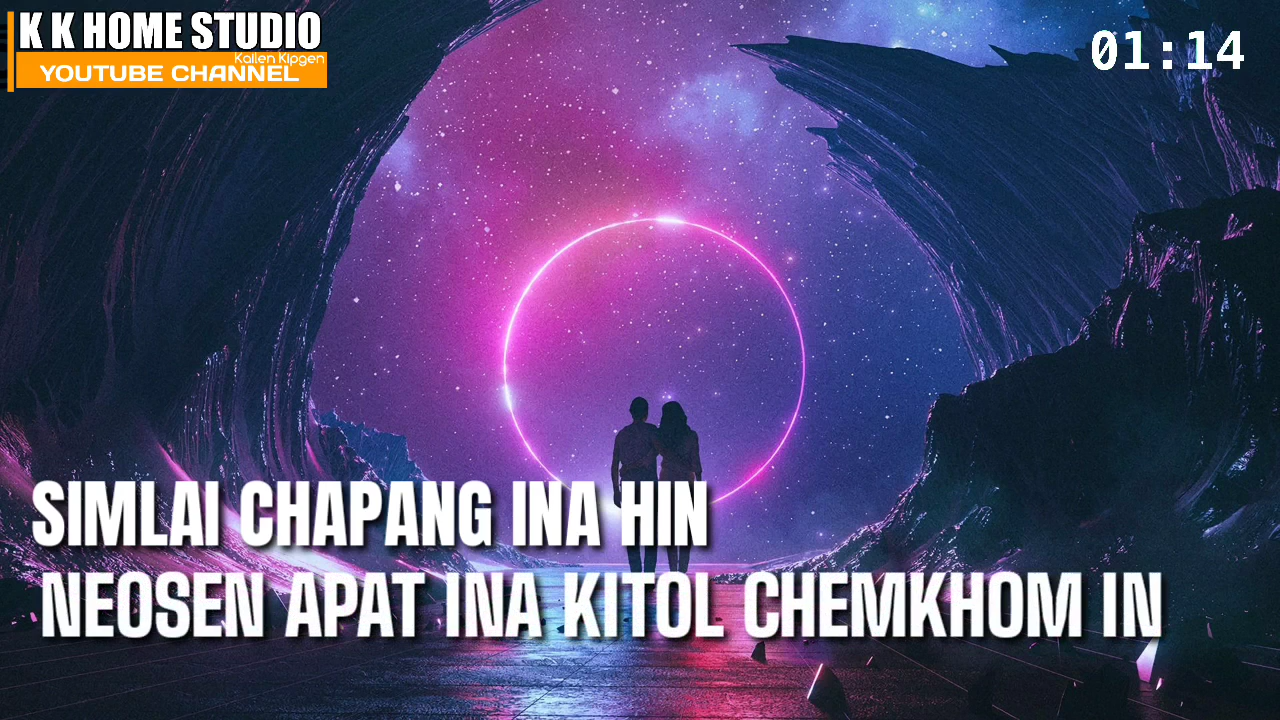 K K HOME STUDIO
Kailen Kipgen
YOUTUBE CHANNEL
01:14
SIMLAI CHAPANG INA HIN
NEOSEN APAT INA KITOL CHEMKHOM IN